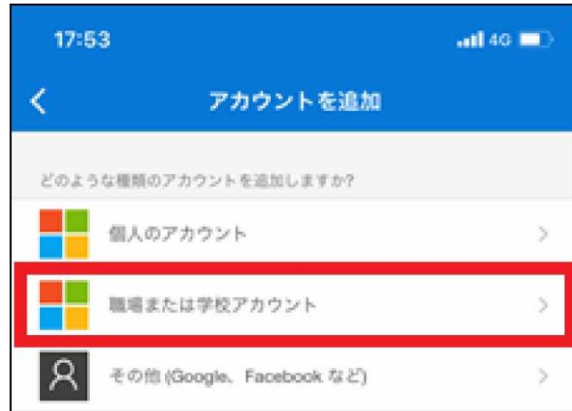 17:53 4G
アカウントを追加
どのような種類のアカウントを追加しますか?
個人のアカウント
職場または学校アカウント
その他 (Google、Facebook など)